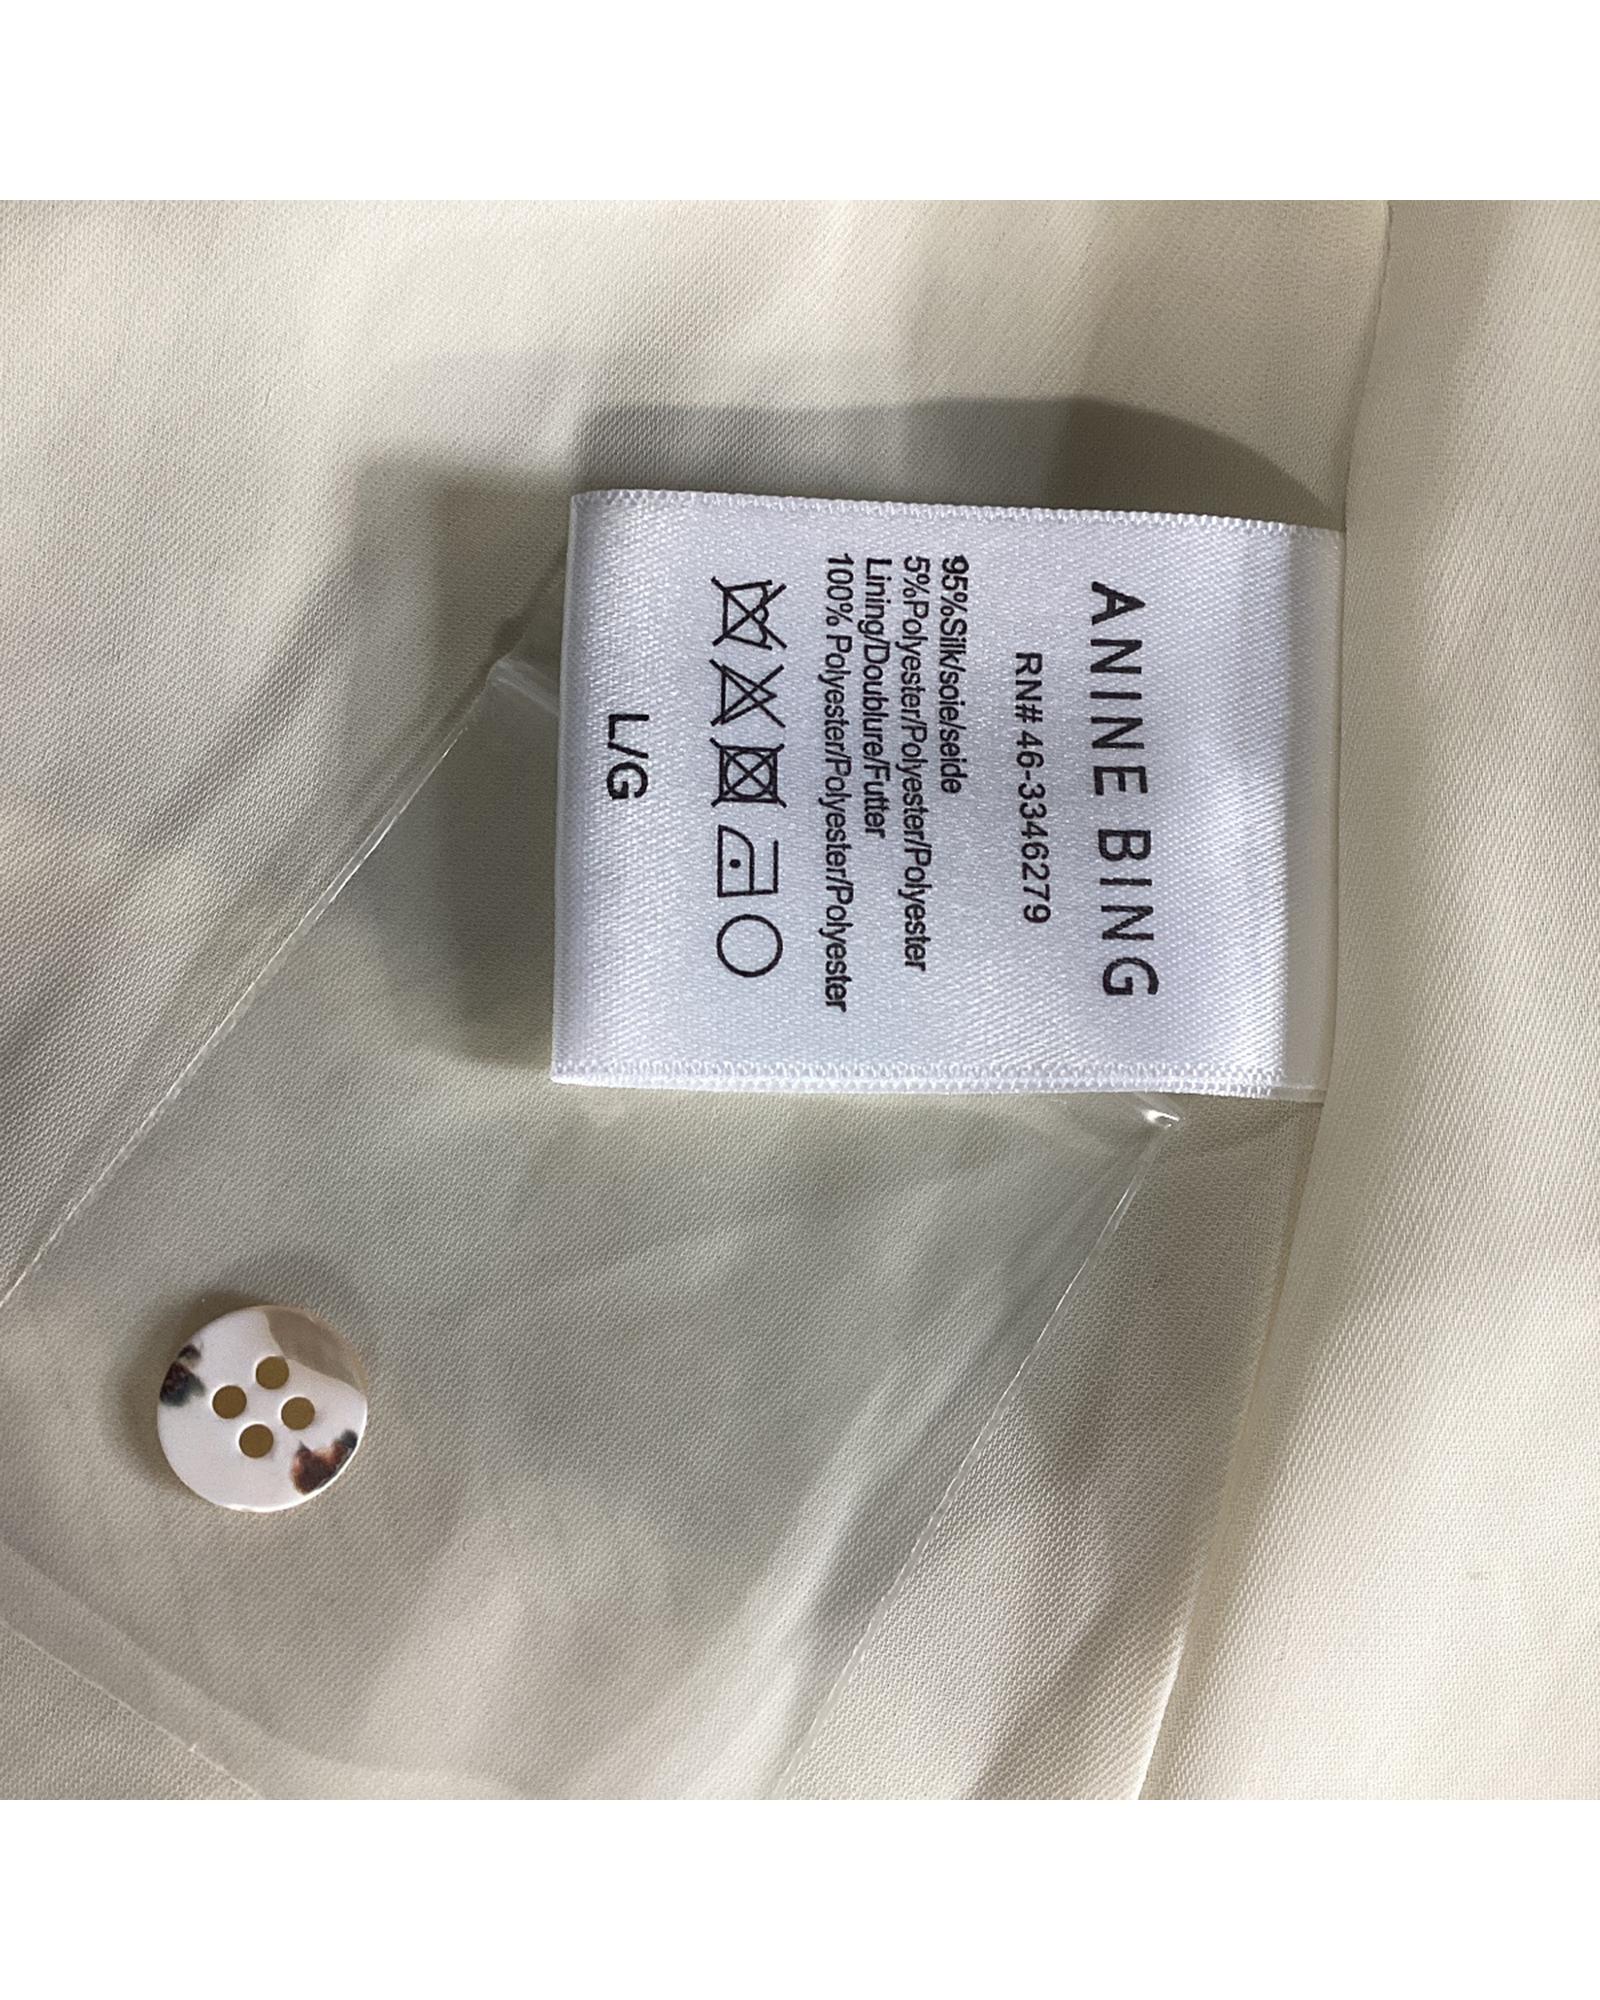 ANINE BING
RN# 46-3346279
95%Silk/soie/seide
5%Polyester/Polyester/Polyester
Lining/Doublure/Futter
100% Polyester/Polyester/Polyester
L/G